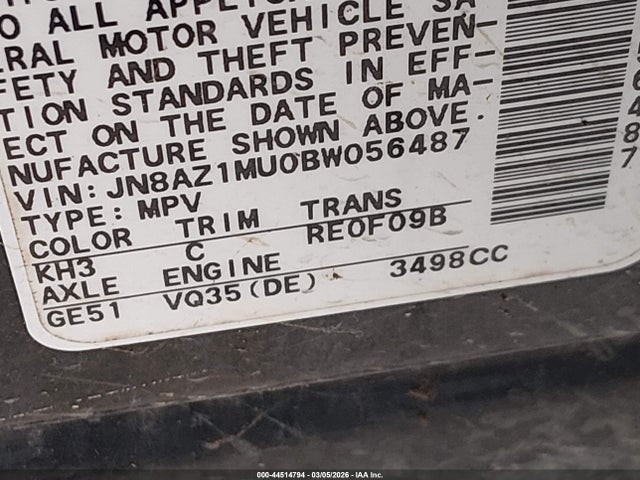 O ALL APPLI
ERAL MOTOR VEHICLE SA
FETY AND THEFT PREVEN-
TION STANDARDS IN EFF-
ECT ON THE DATE OF MA-
NUFACTURE SHOWN ABOVE.
VIN:JN8AZ1MU0BW056487
TYPE:MPV
COLOR TRIM TRANS
KH3 C RE0F09B
AXLE ENGINE
GE51 VQ35(DE) 3498CC
000-44514794 - 03/05/2026 - IAA Inc.